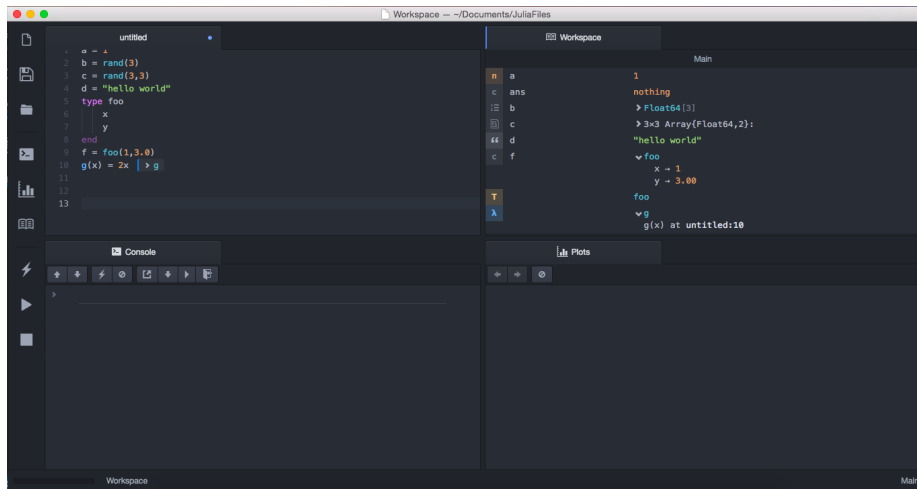 Workspace — ~/Documents/JuliaFiles
untitled
1 a = 1
2 b = rand(3)
3 c = rand(3,3)
4 d = "hello world"
5 type foo
6 x
7 y
8 end
9 f = foo(1,3.0)
10 g(x) = 2x > g
11
12
13
Workspace
Main
n a 1
c ans nothing
b > Float64[3]
c > 3×3 Array{Float64,2}:
“ d "hello world"
c f foo
x → 1
y → 3.00
T foo
λ g
g(x) at untitled:10
Console
>
Plots
Workspace
Main